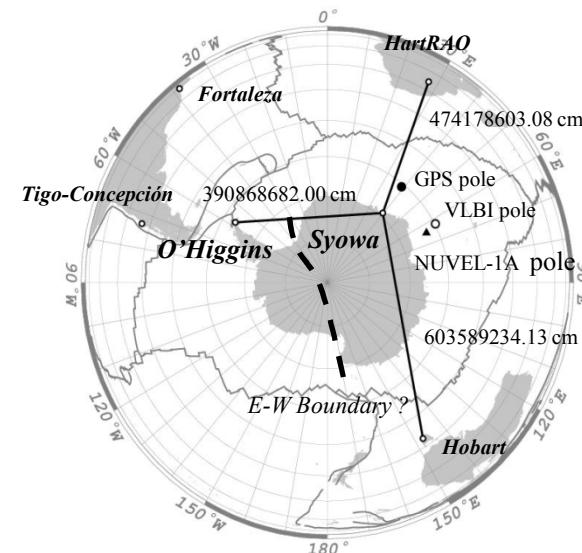 0°
30°W
HartRAO
30°E
Fortaleza
474178603.08 cm
60°W
60°E
GPS pole
Tigo-Concepción
390868682.00 cm
VLBI pole
O'Higgins
Syowa
NUVEL-1A pole
90°W
603589234.13 cm
E-W Boundary ?
120°W
120°E
Hobart
150°W
150°E
180°